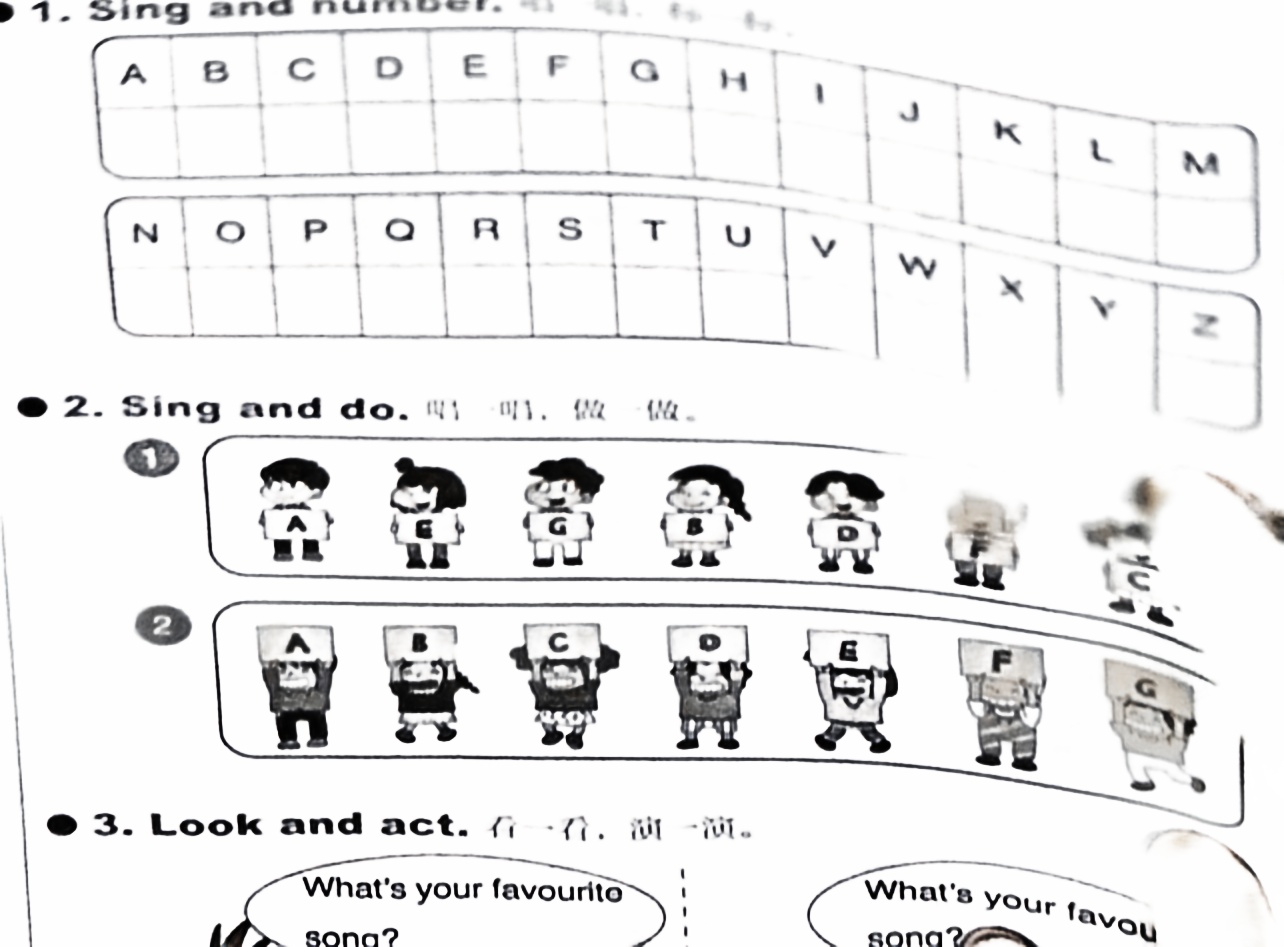 1. Sing and number.
A B C D E F G H I J K L M
N O P Q R S T U V W X Y Z
2. Sing and do. 唱一唱,做一做。
1
A E G B D F C
2
A B C D E F G
3. Look and act. 看一看,演一演。
What's your favourite
song?
What's your favou
song?